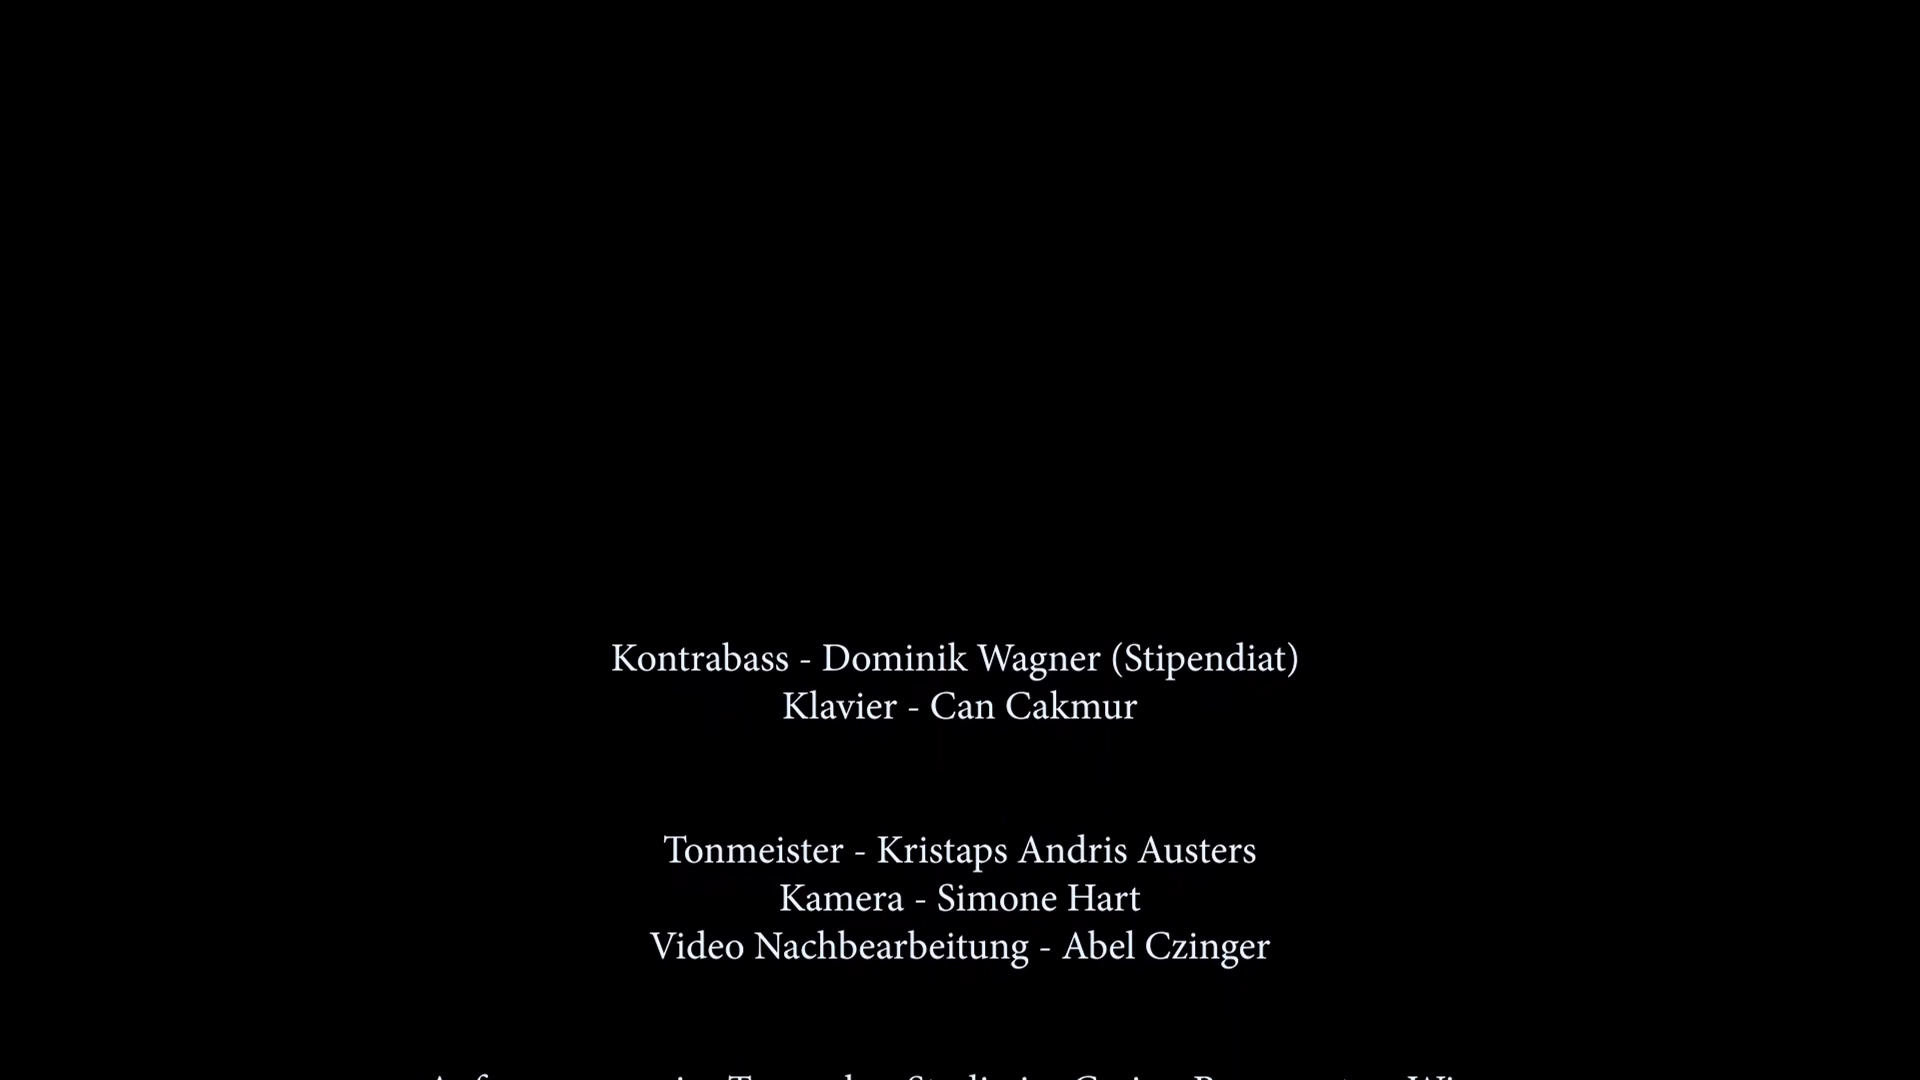 Kontrabass - Dominik Wagner (Stipendiat)
Klavier - Can Cakmur
Tonmeister - Kristaps Andris Austers
Kamera - Simone Hart
Video Nachbearbeitung - Abel Czinger